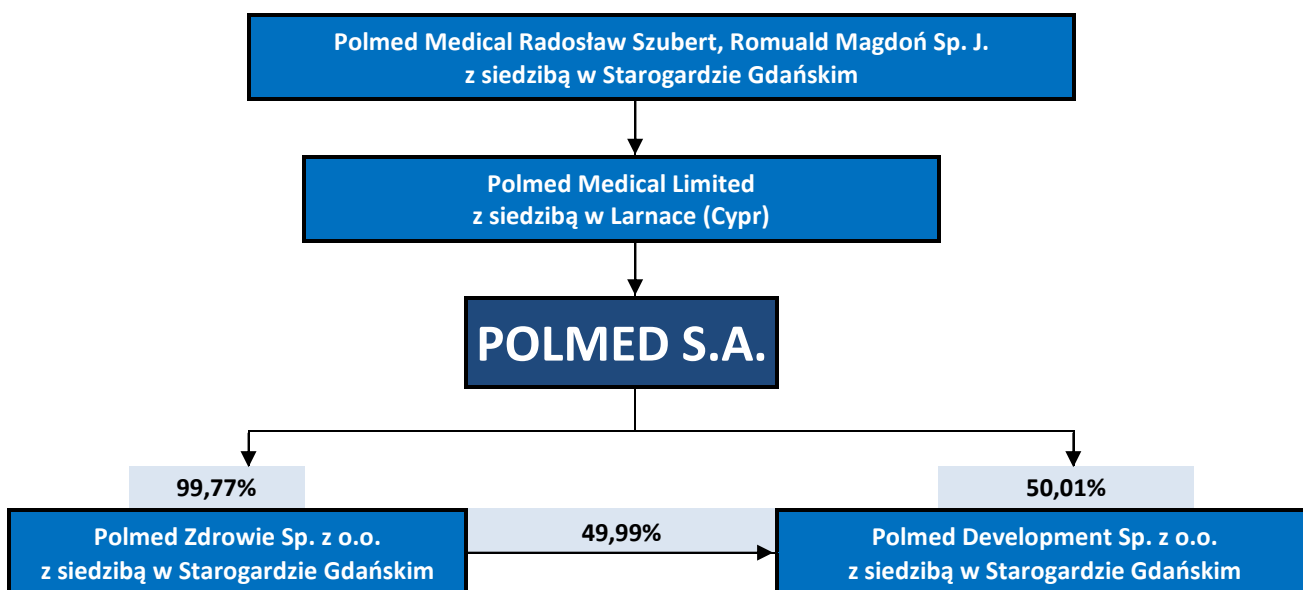 Polmed Medical Radosław Szubert, Romuald Magdoń Sp. J.
z siedzibą w Starogardzie Gdańskim
Polmed Medical Limited
z siedzibą w Larnace (Cypr)
POLMED S.A.
99,77%
50,01%
Polmed Zdrowie Sp. z o.o.
z siedzibą w Starogardzie Gdańskim
49,99%
Polmed Development Sp. z o.o.
z siedzibą w Starogardzie Gdańskim